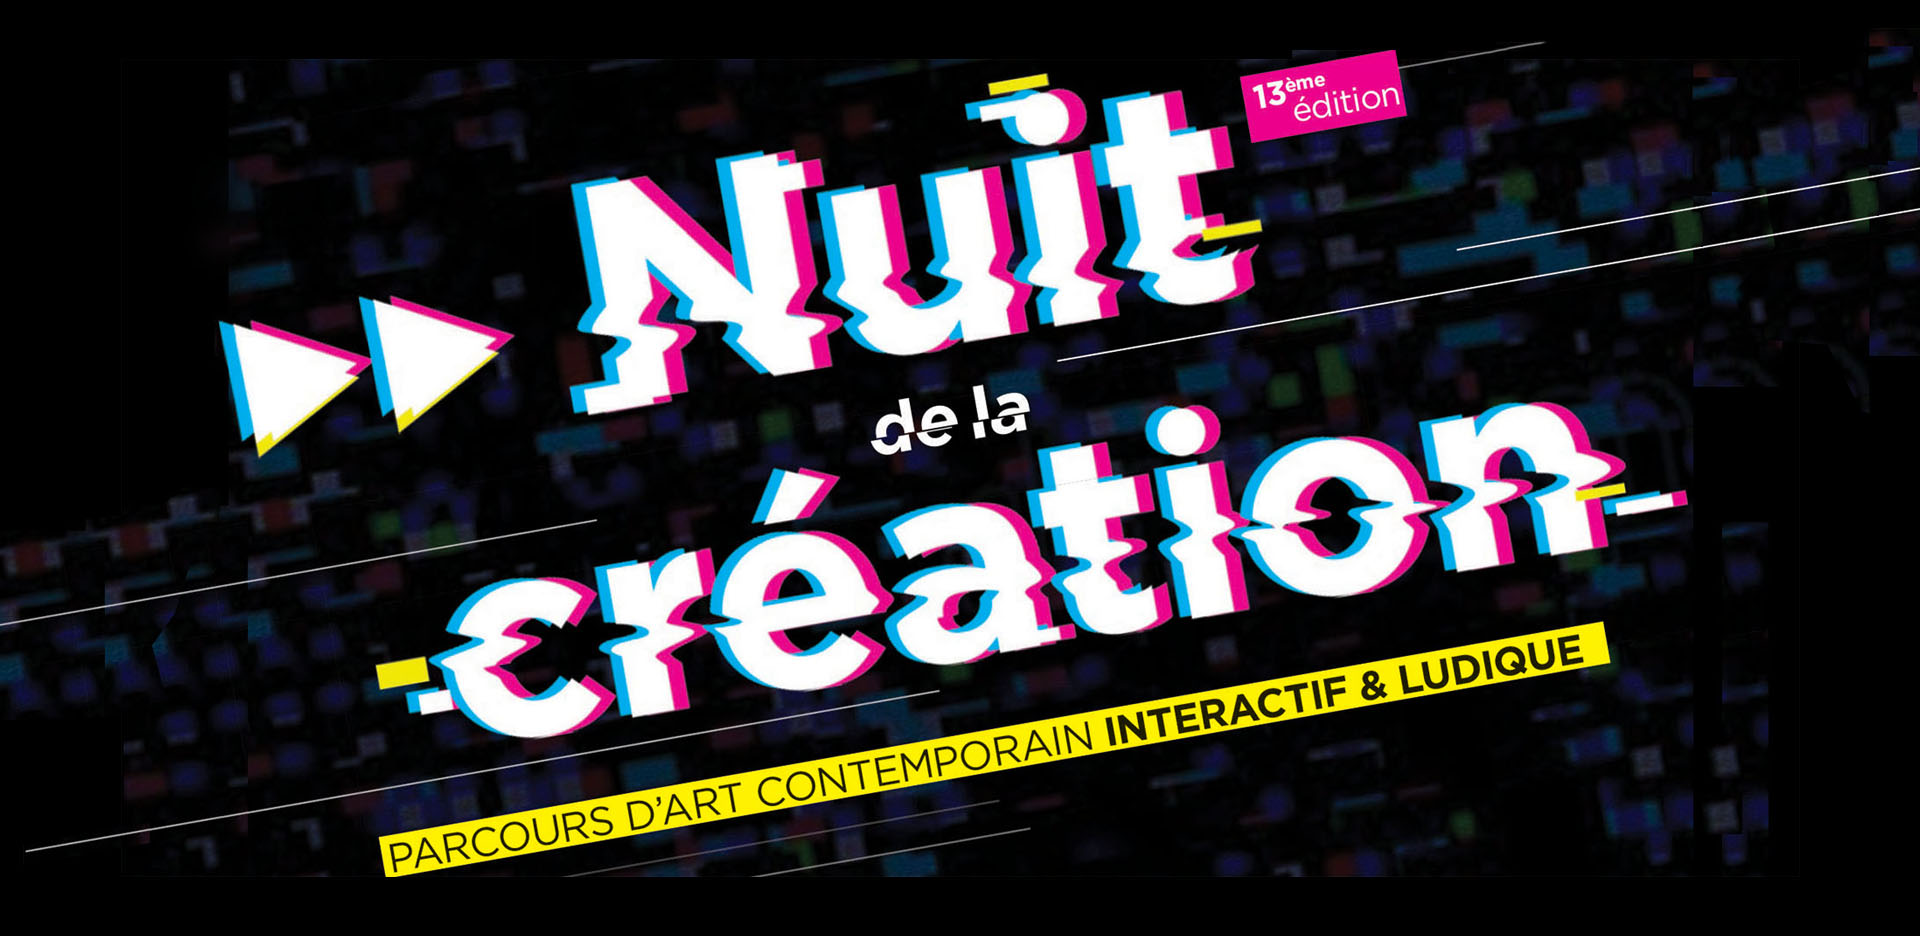 13ème
édition
Nuit
de la
création
PARCOURS D'ART CONTEMPORAIN INTERACTIF & LUDIQUE